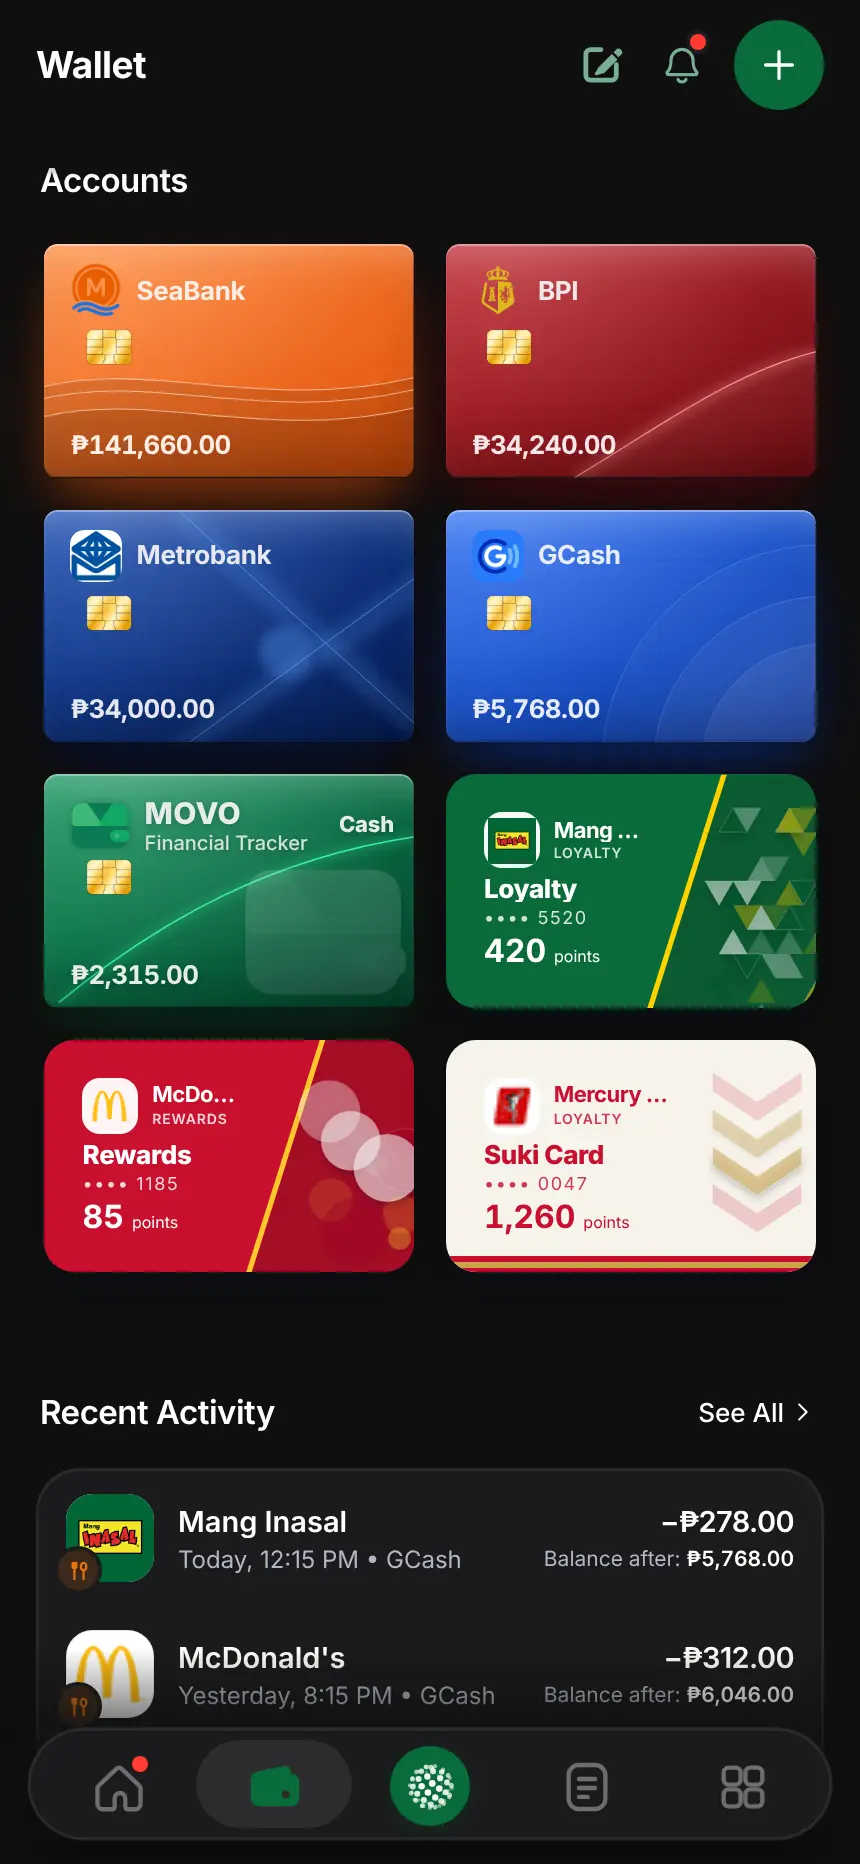 Wallet
Accounts
SeaBank
₱141,660.00
BPI
₱34,240.00
Metrobank
₱34,000.00
GCash
₱5,768.00
MOVO
Financial Tracker
Cash
₱2,315.00
Mang ...
LOYALTY
Loyalty
•••• 5520
420 points
McDo...
REWARDS
Rewards
•••• 1185
85 points
Mercury ...
LOYALTY
Suki Card
•••• 0047
1,260 points
Recent Activity
See All >
Mang INASAL
Mang Inasal
−₱278.00
Today, 12:15 PM • GCash
Balance after: ₱5,768.00
McDonald's
−₱312.00
Yesterday, 8:15 PM • GCash
Balance after: ₱6,046.00